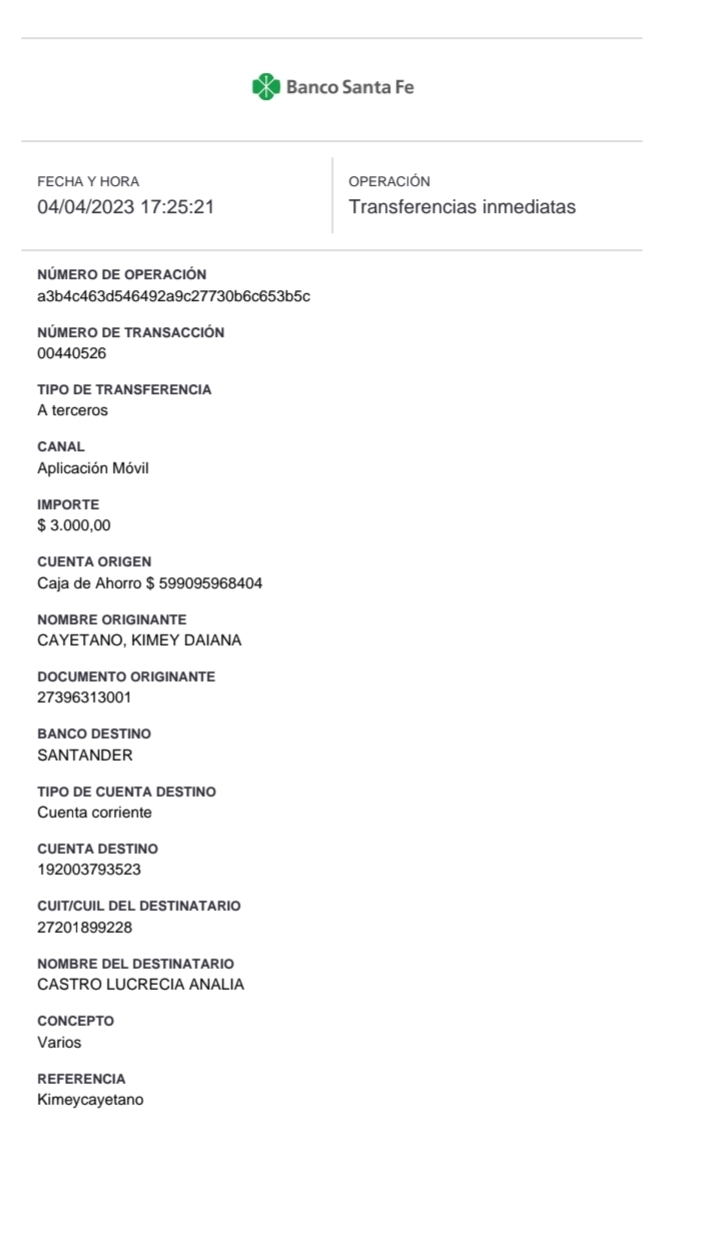 Banco Santa Fe
FECHA Y HORA
04/04/2023 17:25:21
OPERACIÓN
Transferencias inmediatas
NÚMERO DE OPERACIÓN
a3b4c463d546492a9c27730b6c653b5c
NÚMERO DE TRANSACCIÓN
00440526
TIPO DE TRANSFERENCIA
A terceros
CANAL
Aplicación Móvil
IMPORTE
$ 3.000,00
CUENTA ORIGEN
Caja de Ahorro $ 599095968404
NOMBRE ORIGINANTE
CAYETANO, KIMEY DAIANA
DOCUMENTO ORIGINANTE
27396313001
BANCO DESTINO
SANTANDER
TIPO DE CUENTA DESTINO
Cuenta corriente
CUENTA DESTINO
192003793523
CUIT/CUIL DEL DESTINATARIO
27201899228
NOMBRE DEL DESTINATARIO
CASTRO LUCRECIA ANALIA
CONCEPTO
Varios
REFERENCIA
Kimeycayetano